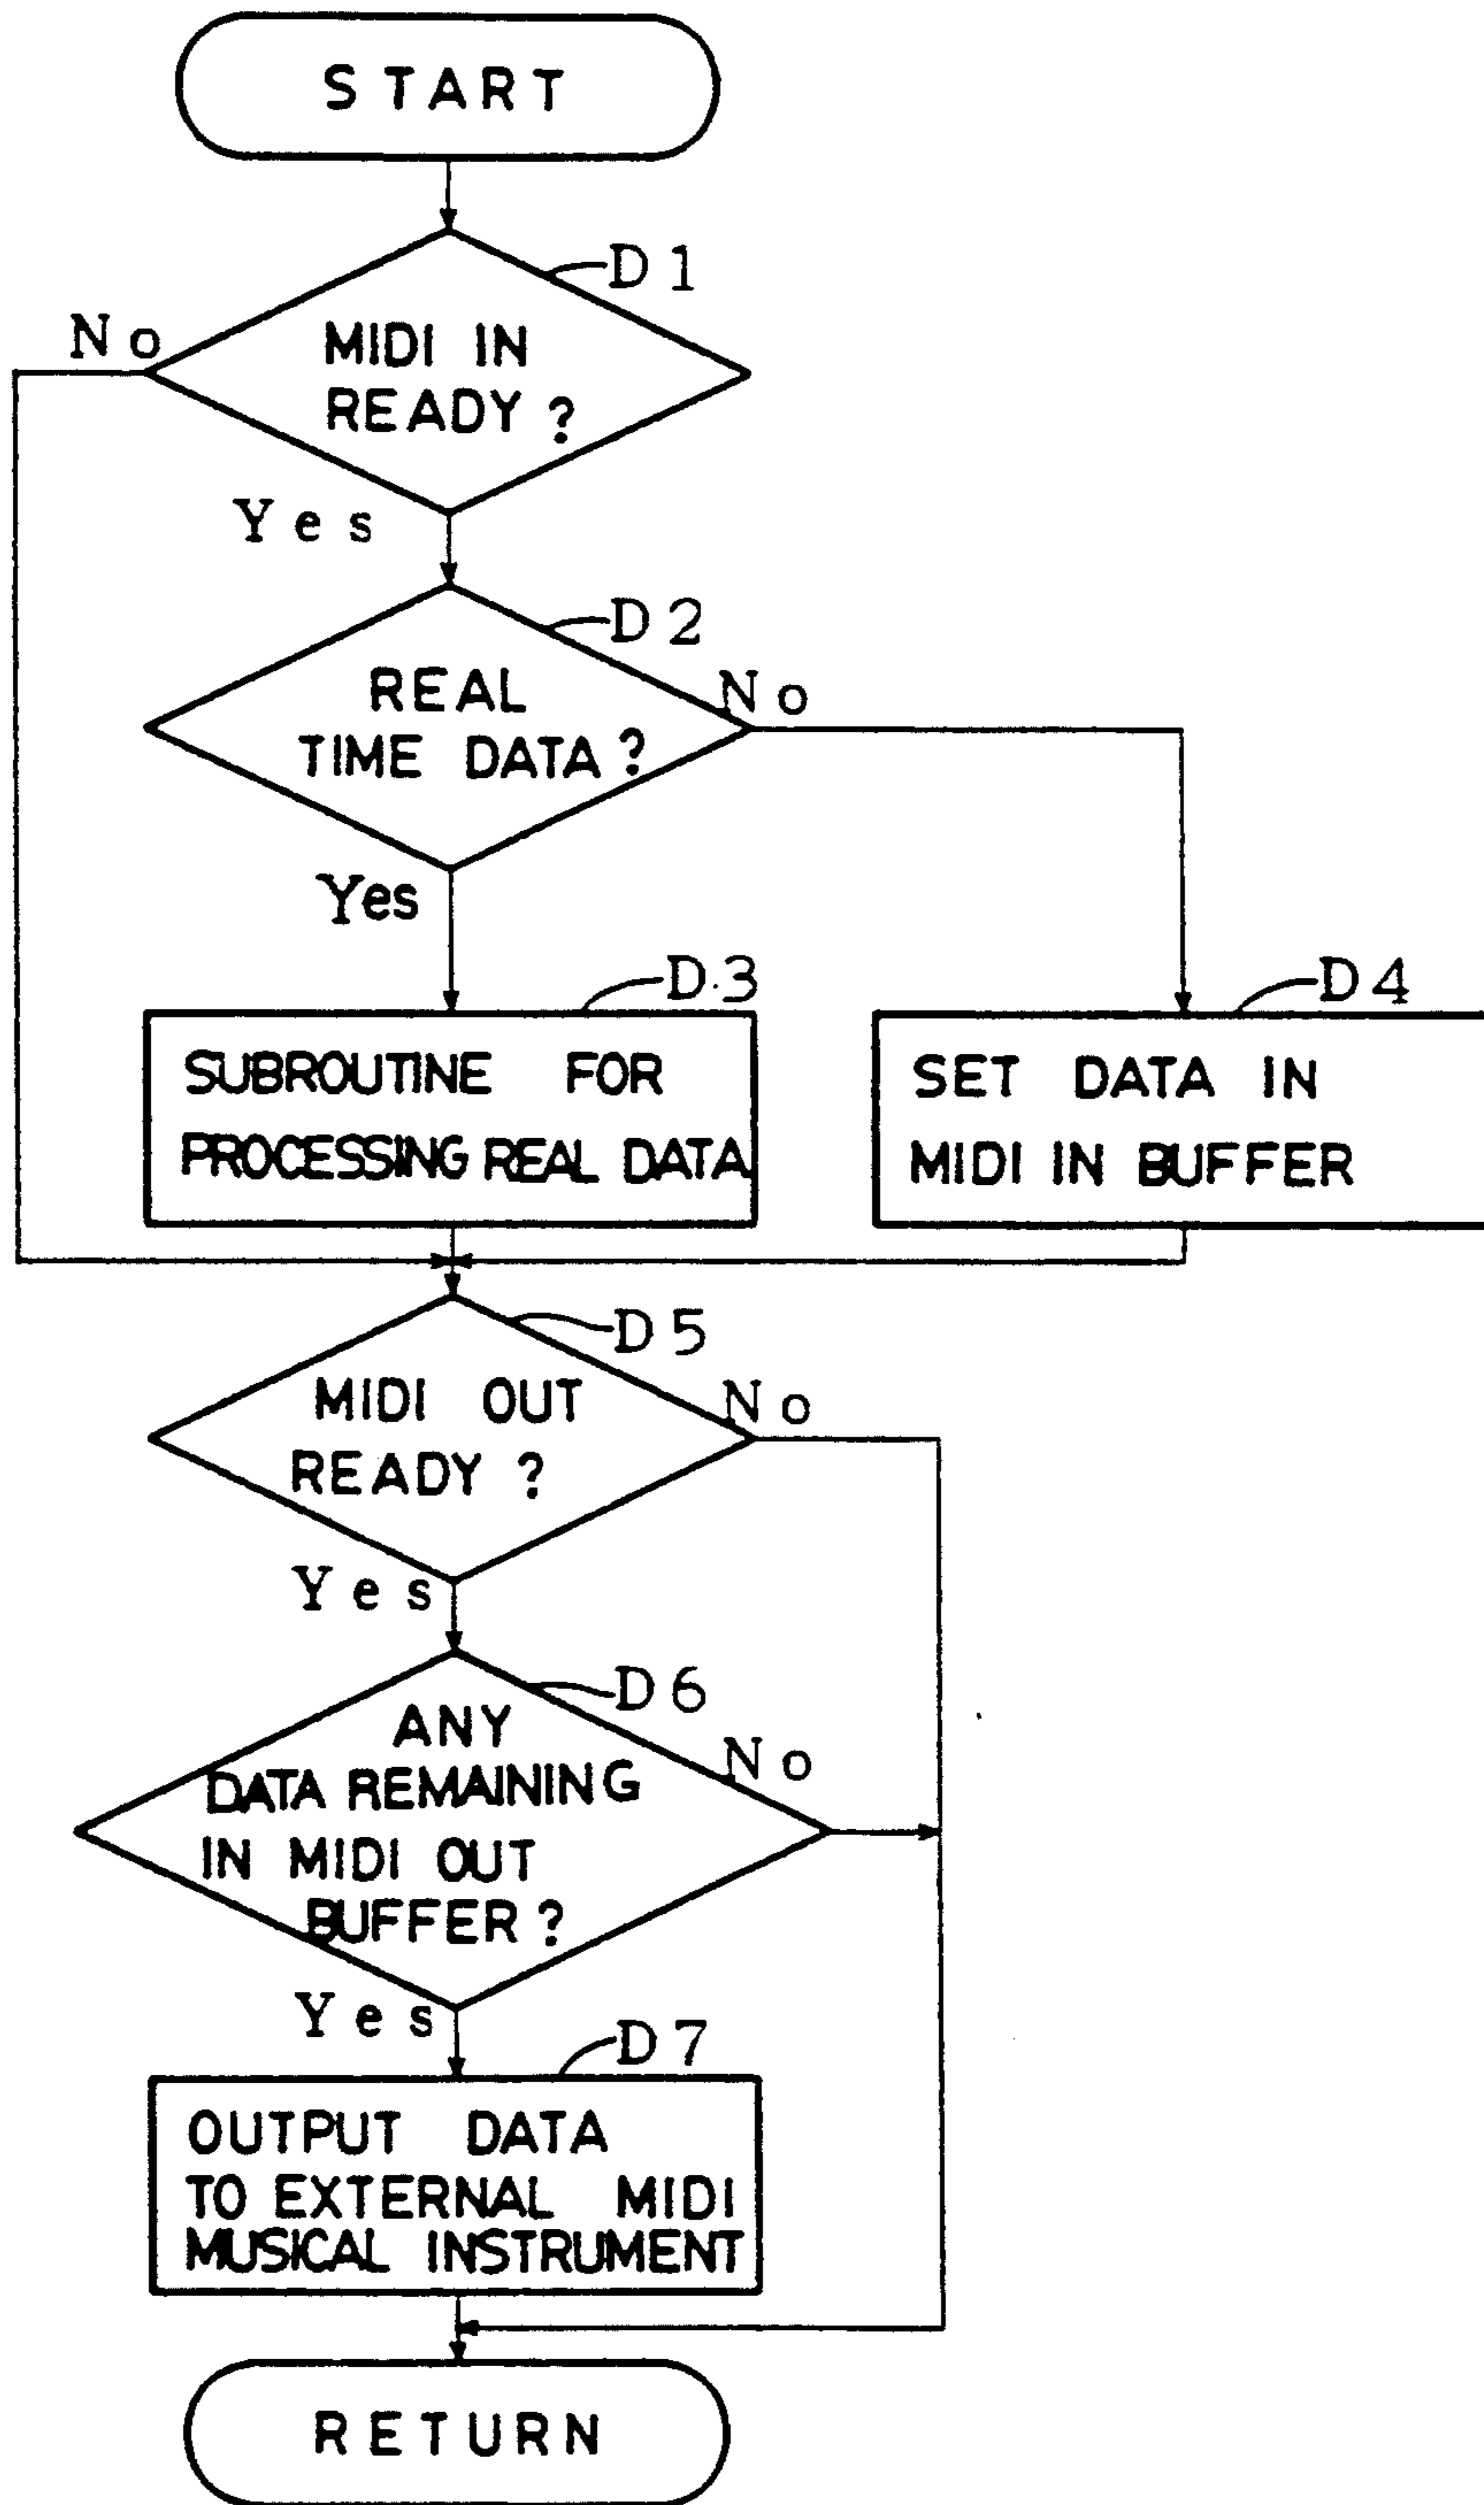 START
D1
No
MIDI IN
READY?
Yes
D2
REAL
No
TIME DATA?
Yes
D3
D4
SUBROUTINE FOR
PROCESSING REAL DATA
SET DATA IN
MIDI IN BUFFER
D5
MIDI OUT
No
READY?
Yes
D6
ANY
No
DATA REMAINING
IN MIDI OUT
BUFFER?
Yes
D7
OUTPUT DATA
TO EXTERNAL MIDI
MUSICAL INSTRUMENT
RETURN